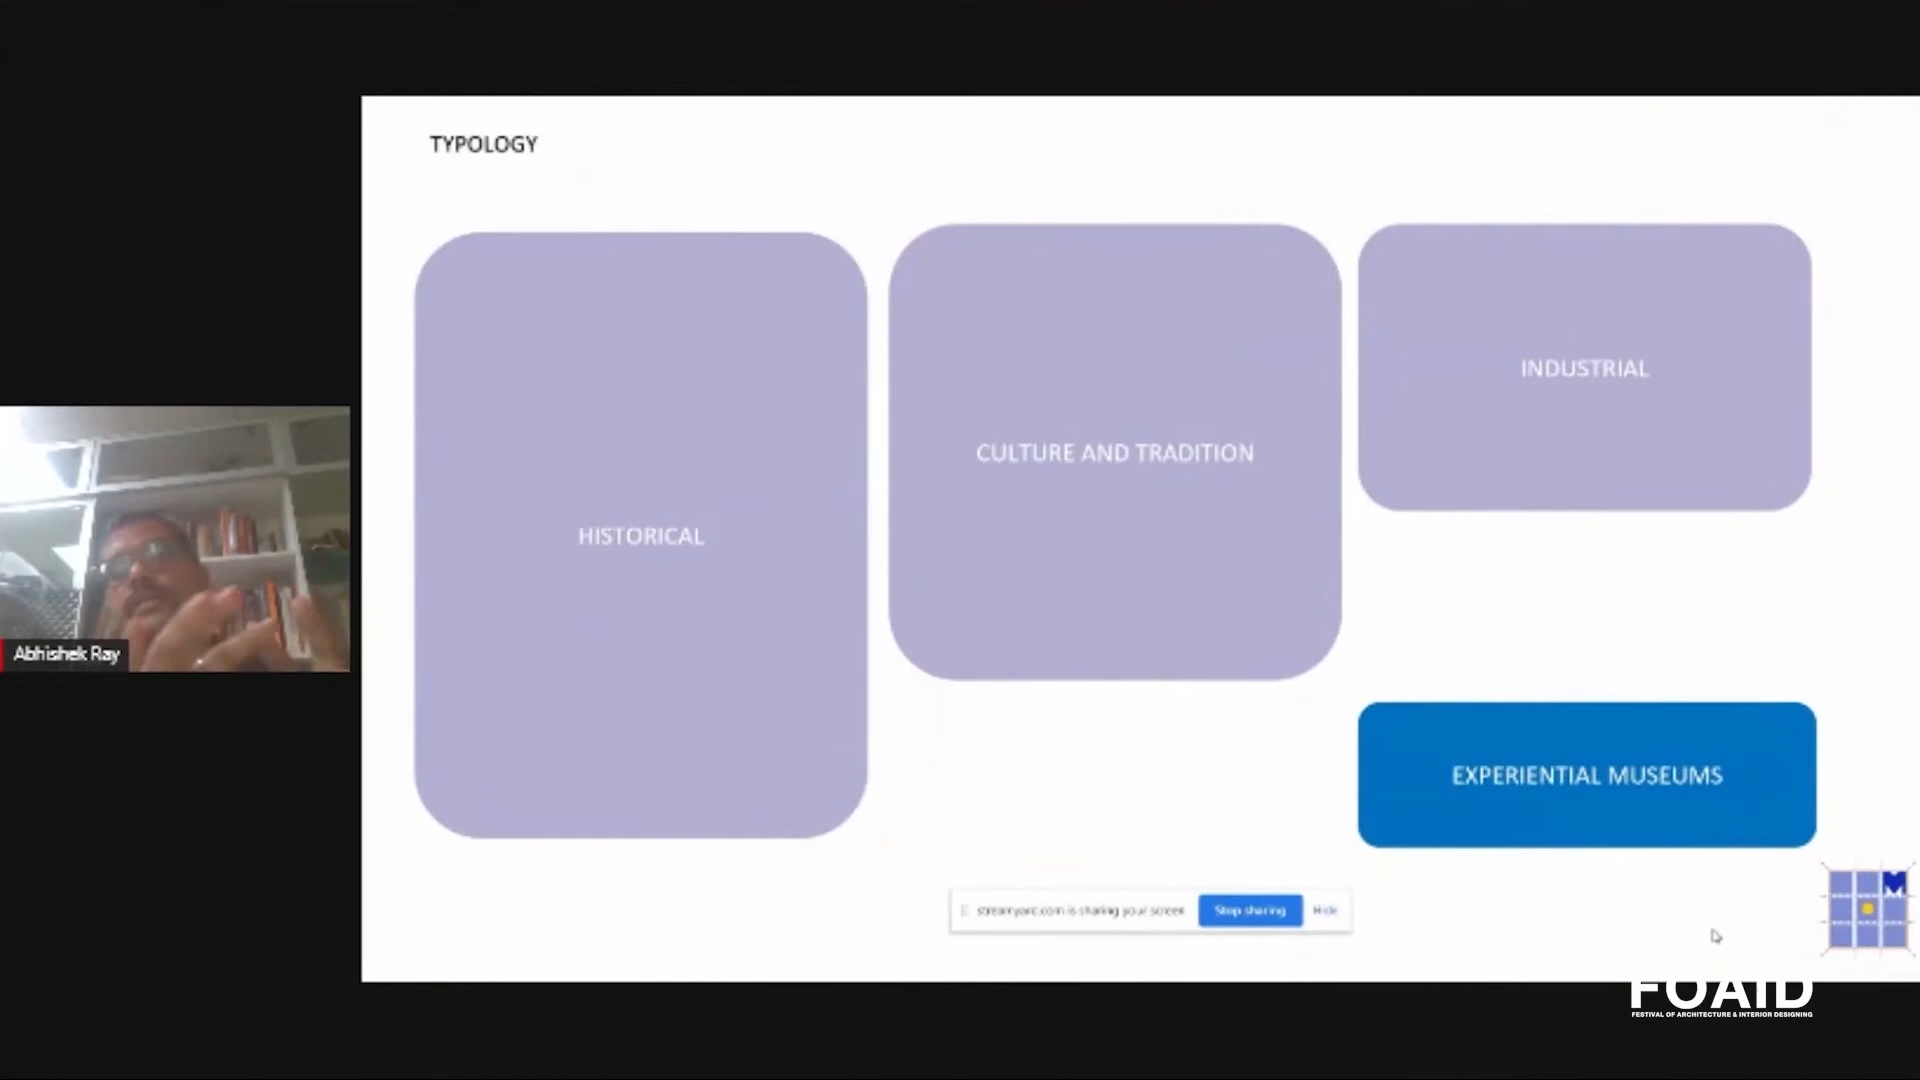 TYPOLOGY
HISTORICAL
CULTURE AND TRADITION
INDUSTRIAL
EXPERIENTIAL MUSEUMS
Abhishek Ray
streamyard.com is sharing your screen
Stop sharing
Hide
M
FOAID
FESTIVAL OF ARCHITECTURE & INTERIOR DESIGNING